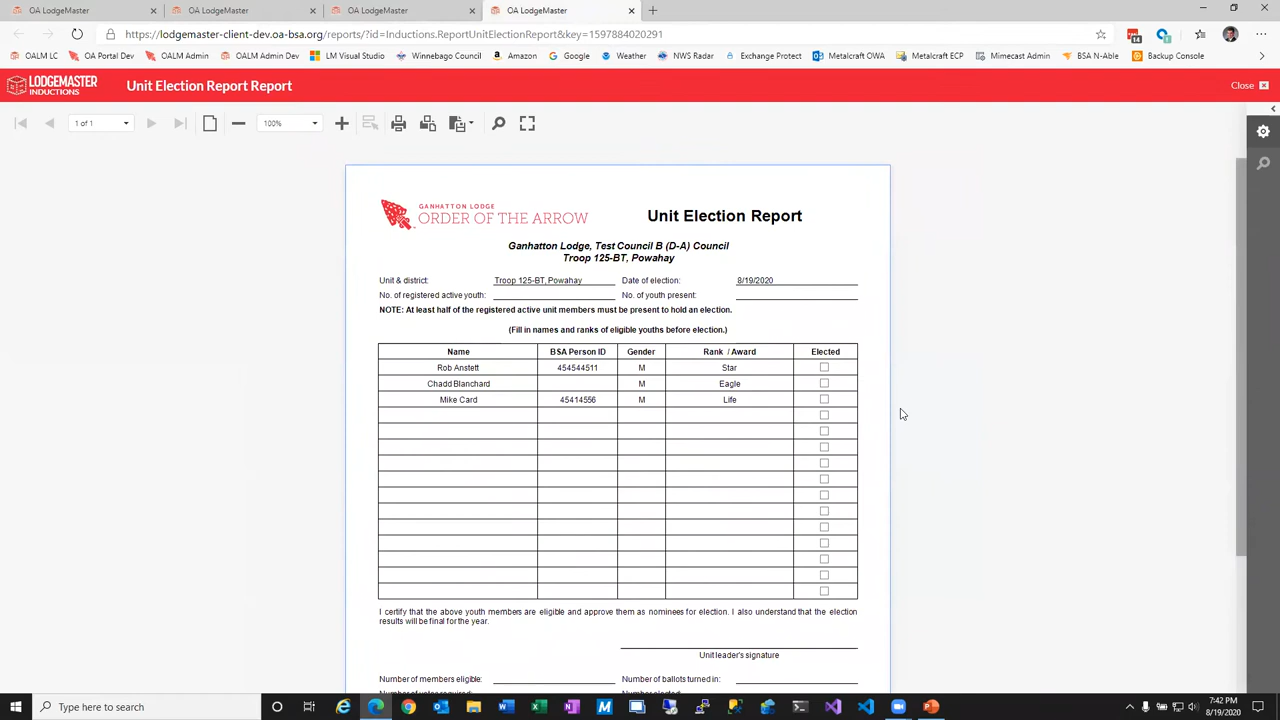 OA LodgeMaster
OA LodgeMaster
OA LodgeMaster
OA LodgeMaster
https://lodgemaster-client-dev.oa-bsa.org/reports/?id=Inductions.ReportUnitElectionReport&key=1597884020291
14
OALM LC
OA Portal Dev
OALM Admin
OALM Admin Dev
LM Visual Studio
Winnebago Council
Amazon
Google
Weather
NWS Radar
Exchange Protect
Metalcraft OWA
Metalcraft ECP
Mimecast Admin
BSA N-Able
Backup Console
LODGEMASTER
INDUCTIONS
Unit Election Report Report
Close
1 of 1
100%
GANHATTON LODGE
ORDER OF THE ARROW
Unit Election Report
Ganhatton Lodge, Test Council B (D-A) Council
Troop 125-BT, Powahay
Unit & district: Troop 125-BT, Powahay Date of election: 8/19/2020
No. of registered active youth: No. of youth present:
NOTE: At least half of the registered active unit members must be present to hold an election.
(Fill in names and ranks of eligible youths before election.)
Name BSA Person ID Gender Rank / Award Elected
Rob Anstett 454544511 M Star
Chadd Blanchard M Eagle
Mike Card 45414556 M Life
I certify that the above youth members are eligible and approve them as nominees for election. I also understand that the election
results will be final for the year.
Unit leader's signature
Number of members eligible: Number of ballots turned in:
Type here to search
7:42 PM
8/19/2020